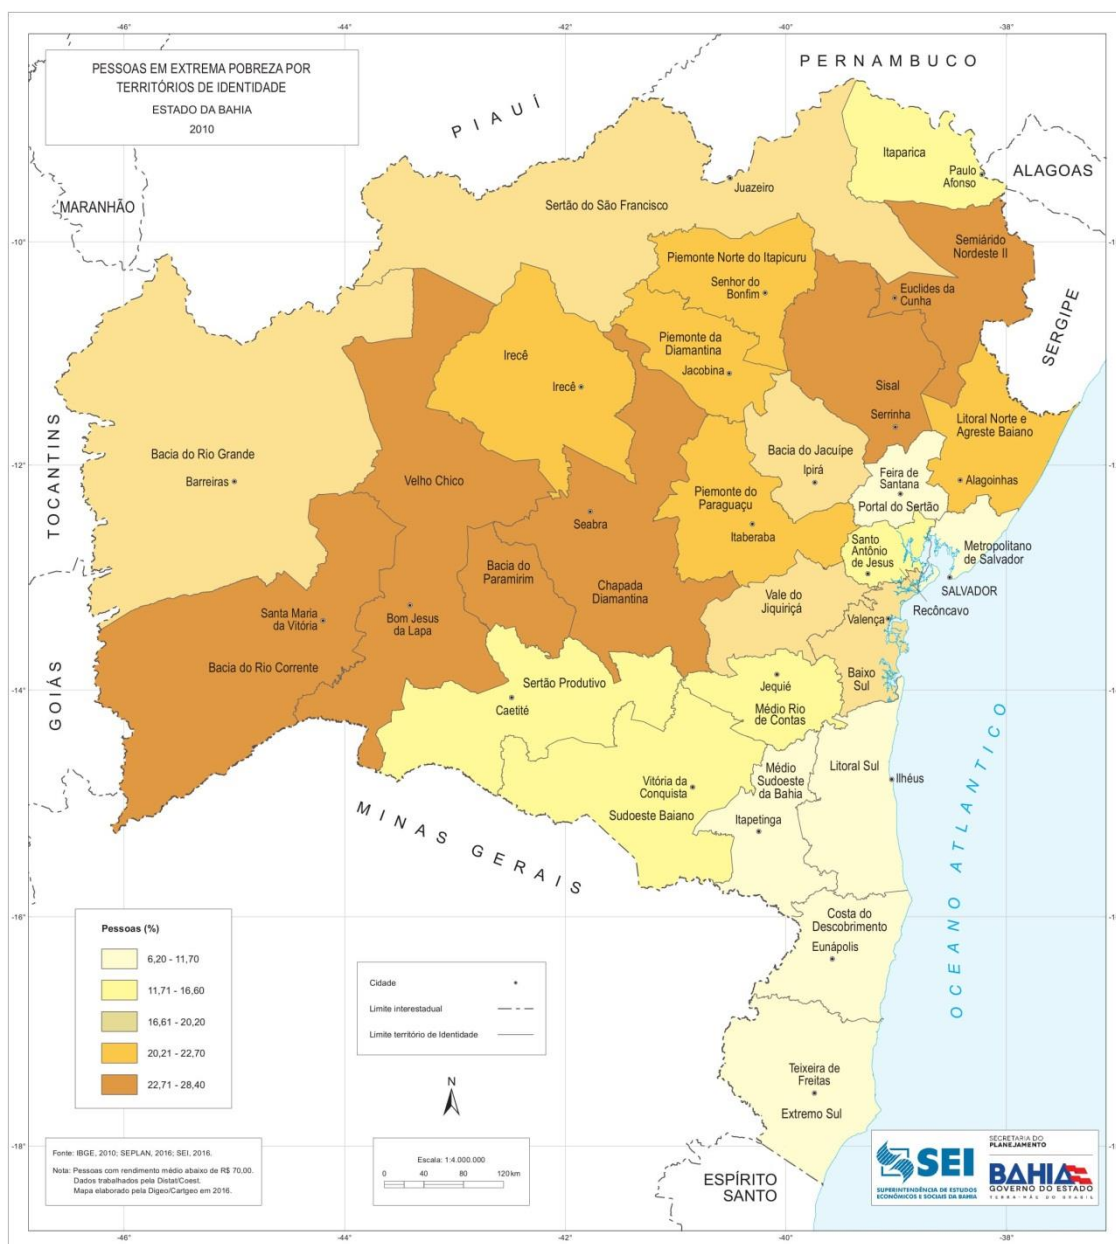 PESSOAS EM EXTREMA POBREZA POR
TERRITÓRIOS DE IDENTIDADE
ESTADO DA BAHIA
2010
-46°
-44°
-42°
-40°
-38°
PERNAMBUCO
PIAUÍ
ALAGOAS
MARANHÃO
SERGIPE
TOCANTINS
GOIÁS
MINAS GERAIS
ESPÍRITO
SANTO
OCEANO ATLANTICO
Itaparica
Paulo
Afonso
Juazeiro
Sertão do São Francisco
Semiárido
Nordeste II
Piemonte Norte do Itapicuru
Senhor do
Bonfim
Euclides da
Cunha
Piemonte da
Diamantina
Jacobina
Irecê
Irecê
Sisal
Serrinha
Litoral Norte e
Agreste Baiano
Alagoinhas
Bacia do Rio Grande
Barreiras
Velho Chico
Bacia do Jacuípe
Ipirá
Feira de
Santana
Portal do Sertão
Piemonte do
Paraguaçu
Itaberaba
Seabra
Santo
Antônio
de Jesus
Metropolitano
de Salvador
SALVADOR
Recôncavo
Bacia do
Paramirim
Chapada
Diamantina
Vale do
Jiquiriçá
Valença
Santa Maria
da Vitória
Bom Jesus
da Lapa
Bacia do Rio Corrente
Baixo
Sul
Sertão Produtivo
Caetité
Jequié
Médio Rio
de Contas
Médio
Sudoeste
da Bahia
Litoral Sul
Ilhéus
Vitória da
Conquista
Sudoeste Baiano
Itapetinga
Costa do
Descobrimento
Eunápolis
Teixeira de
Freitas
Extremo Sul
-10°
-12°
-14°
-16°
-18°
Pessoas (%)
6,20 - 11,70
11,71 - 16,60
16,61 - 20,20
20,21 - 22,70
22,71 - 28,40
Cidade
Limite interestadual
Limite território de Identidade
N
Escala: 1:4.000.000
0 40 80 120km
Fonte: IBGE, 2010; SEPLAN, 2016; SEI, 2016.
Nota: Pessoas com rendimento médio abaixo de R$ 70,00.
Dados trabalhados pela Distat/Coest.
Mapa elaborado pela Digeo/Cartgeo em 2016.
SEI
SUPERINTENDÊNCIA DE ESTUDOS
ECONÔMICOS E SOCIAIS DA BAHIA
SECRETARIA DO
PLANEJAMENTO
BAHIA
GOVERNO DO ESTADO
TERRA-MÃE DO BRASIL
-46°
-44°
-42°
-40°
-38°